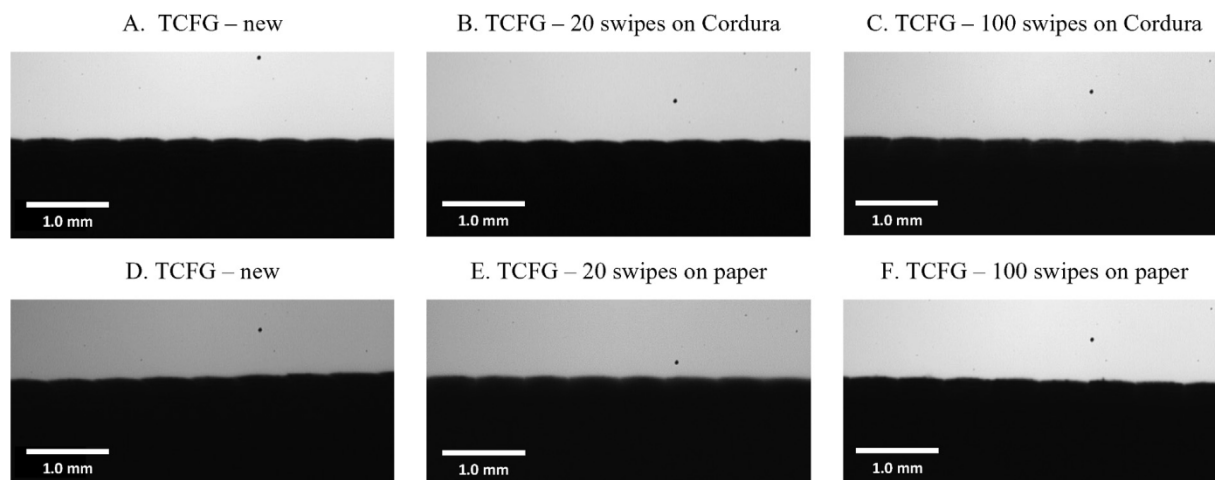 A. TCFG – new
B. TCFG – 20 swipes on Cordura
C. TCFG – 100 swipes on Cordura
1.0 mm
1.0 mm
1.0 mm
D. TCFG – new
E. TCFG – 20 swipes on paper
F. TCFG – 100 swipes on paper
1.0 mm
1.0 mm
1.0 mm